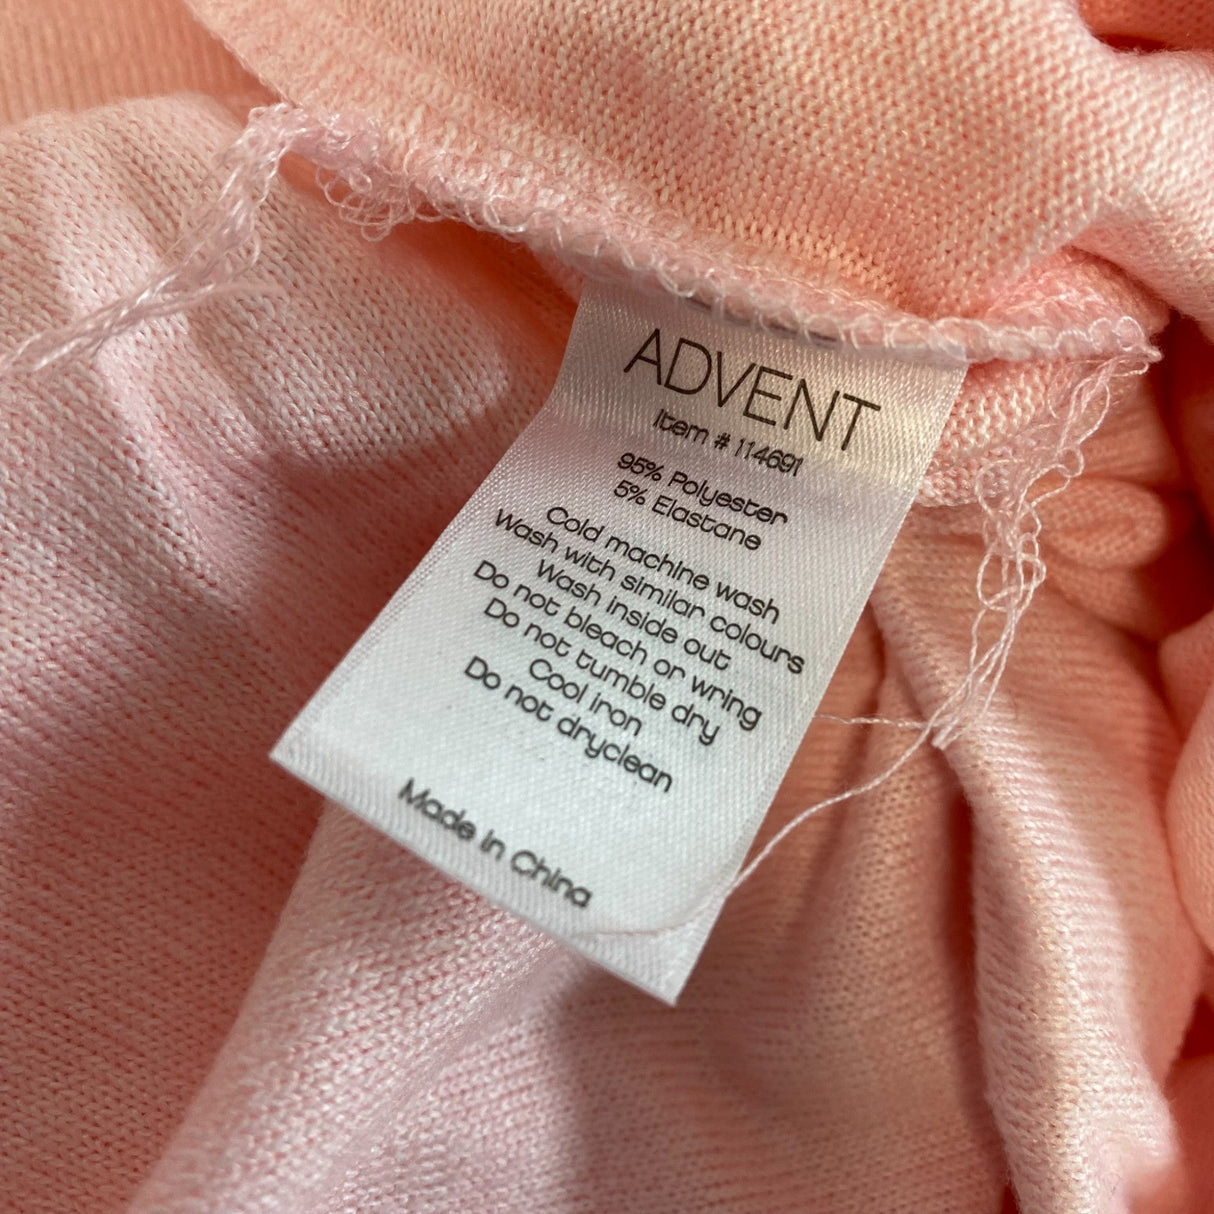 ADVENT
Item # 114691
95% Polyester
5% Elastane
Cold machine wash
Wash with similar colours
Wash inside out
Do not bleach or wring
Do not tumble dry
Cool iron
Do not dryclean
Made in China